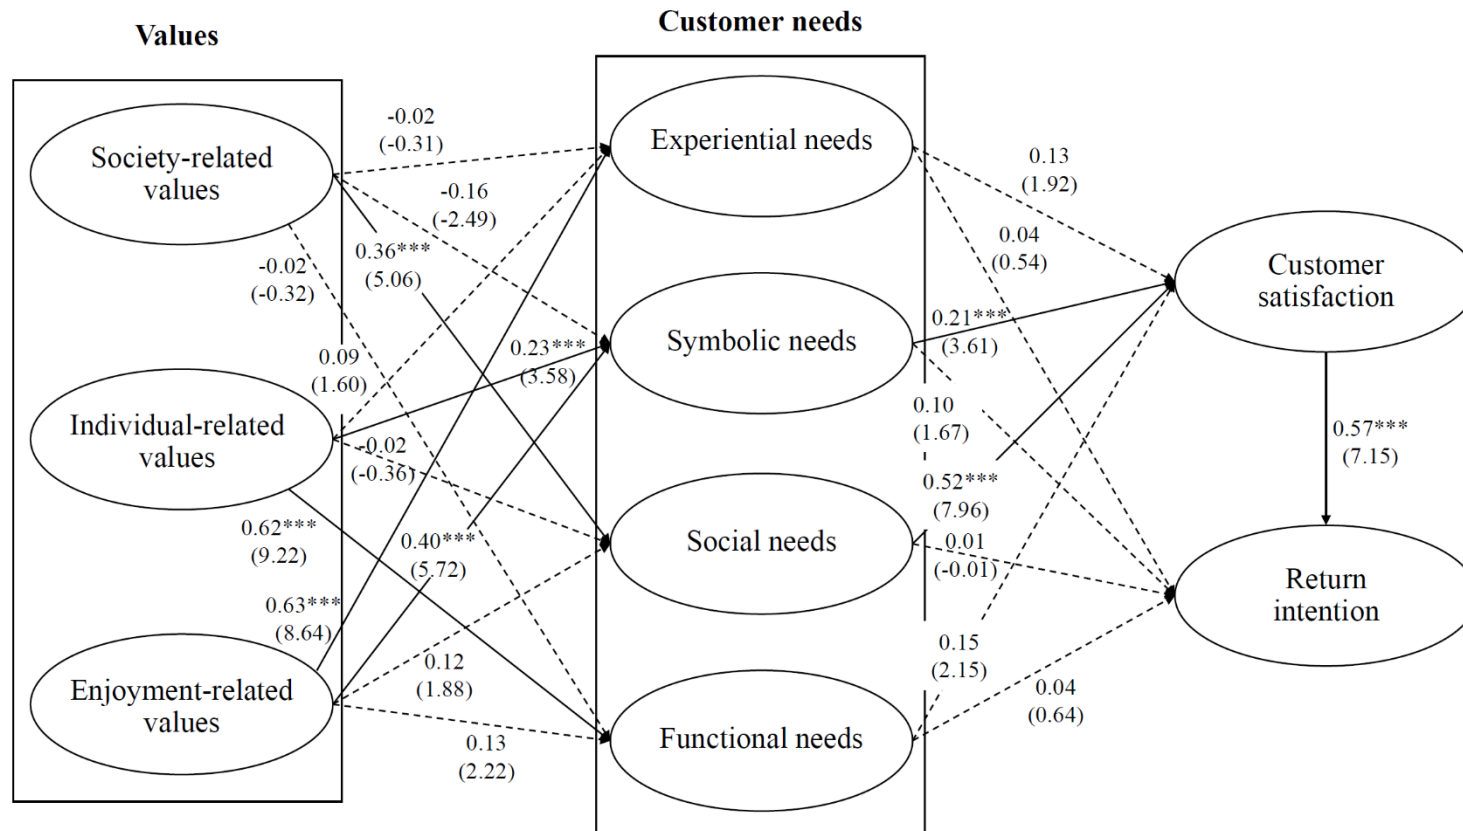 Values
Customer needs
Society-related
values
Individual-related
values
Enjoyment-related
values
-0.02
(-0.31)
-0.16
(-2.49)
0.36***
(5.06)
-0.02
(-0.32)
0.09
(1.60)
0.23***
(3.58)
-0.02
(-0.36)
0.62***
(9.22)
0.63***
(8.64)
0.40***
(5.72)
0.12
(1.88)
0.13
(2.22)
Experiential needs
Symbolic needs
Social needs
Functional needs
0.13
(1.92)
0.04
(0.54)
0.21***
(3.61)
0.10
(1.67)
0.52***
(7.96)
0.01
(-0.01)
0.15
(2.15)
0.04
(0.64)
Customer
satisfaction
0.57***
(7.15)
Return
intention